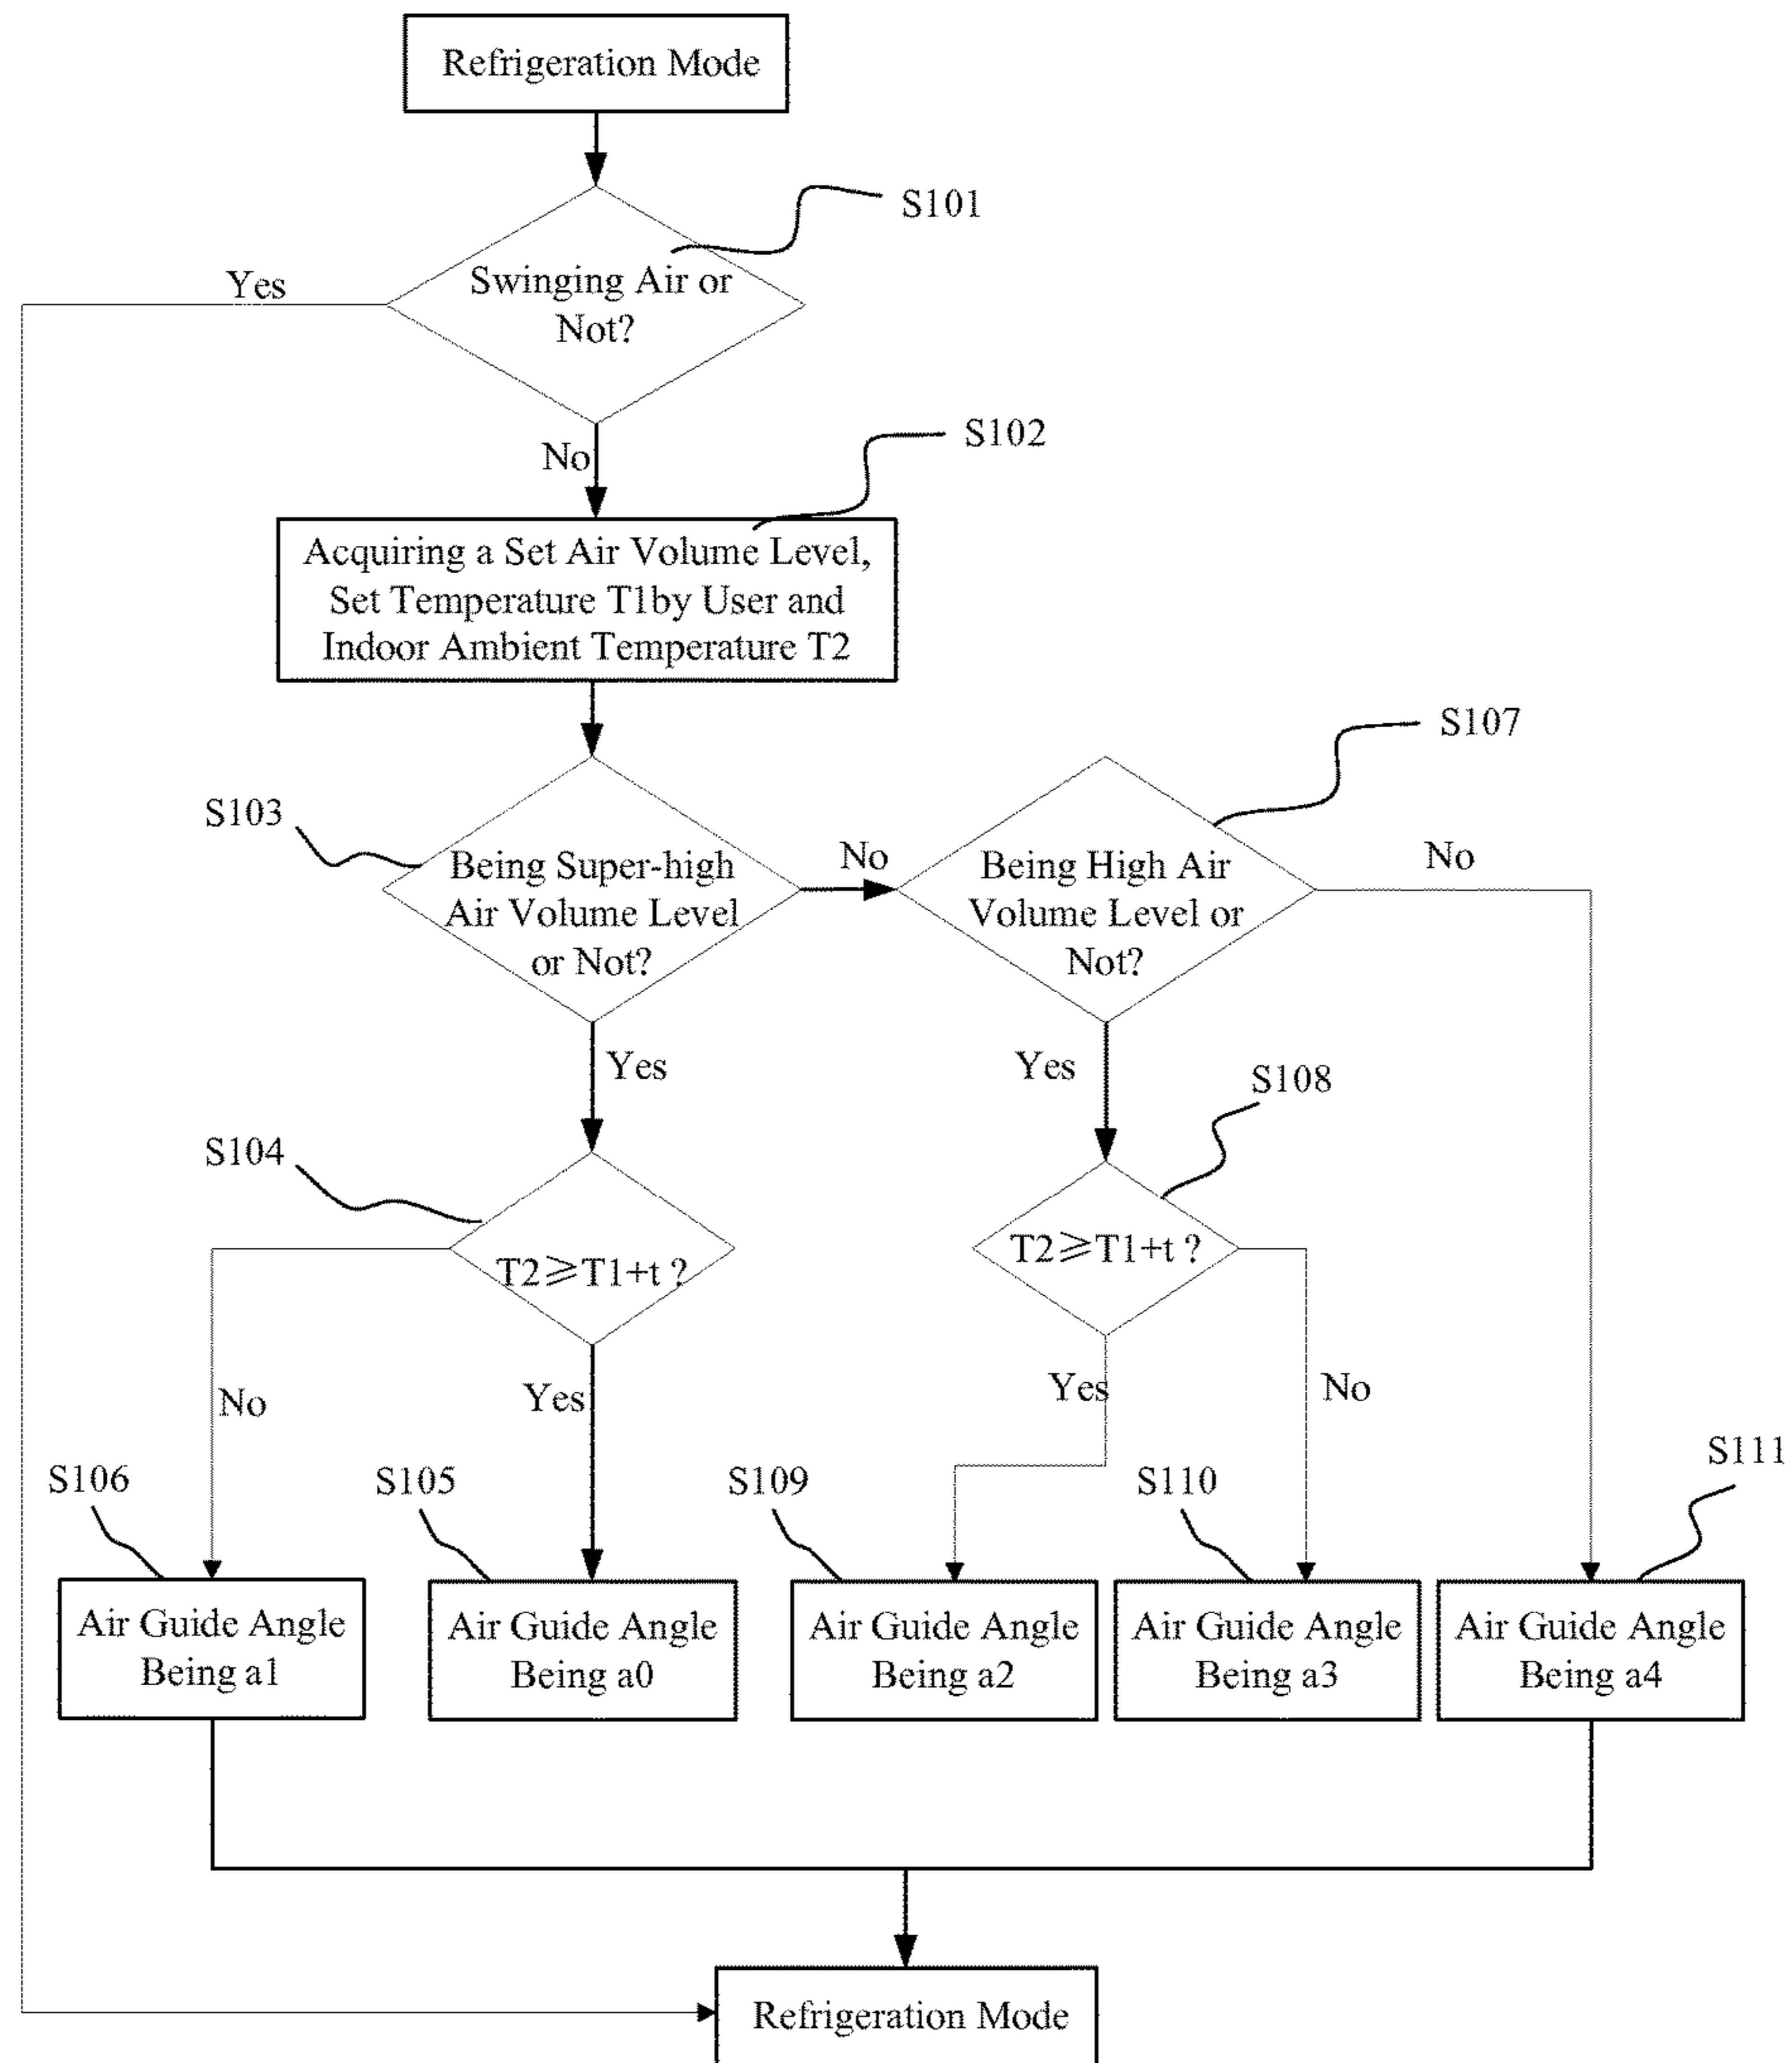 Refrigeration Mode
S101
Yes
Swinging Air or
Not?
S102
No
Acquiring a Set Air Volume Level,
Set Temperature T1by User and
Indoor Ambient Temperature T2
S107
S103
Being Super-high
Air Volume Level
or Not?
No
Being High Air
Volume Level or
Not?
No
Yes
Yes
S108
S104
T2≥T1+t ?
T2≥T1+t ?
No
Yes
Yes
No
S106
S105
S109
S110
S111
Air Guide Angle
Being a1
Air Guide Angle
Being a0
Air Guide Angle
Being a2
Air Guide Angle
Being a3
Air Guide Angle
Being a4
Refrigeration Mode